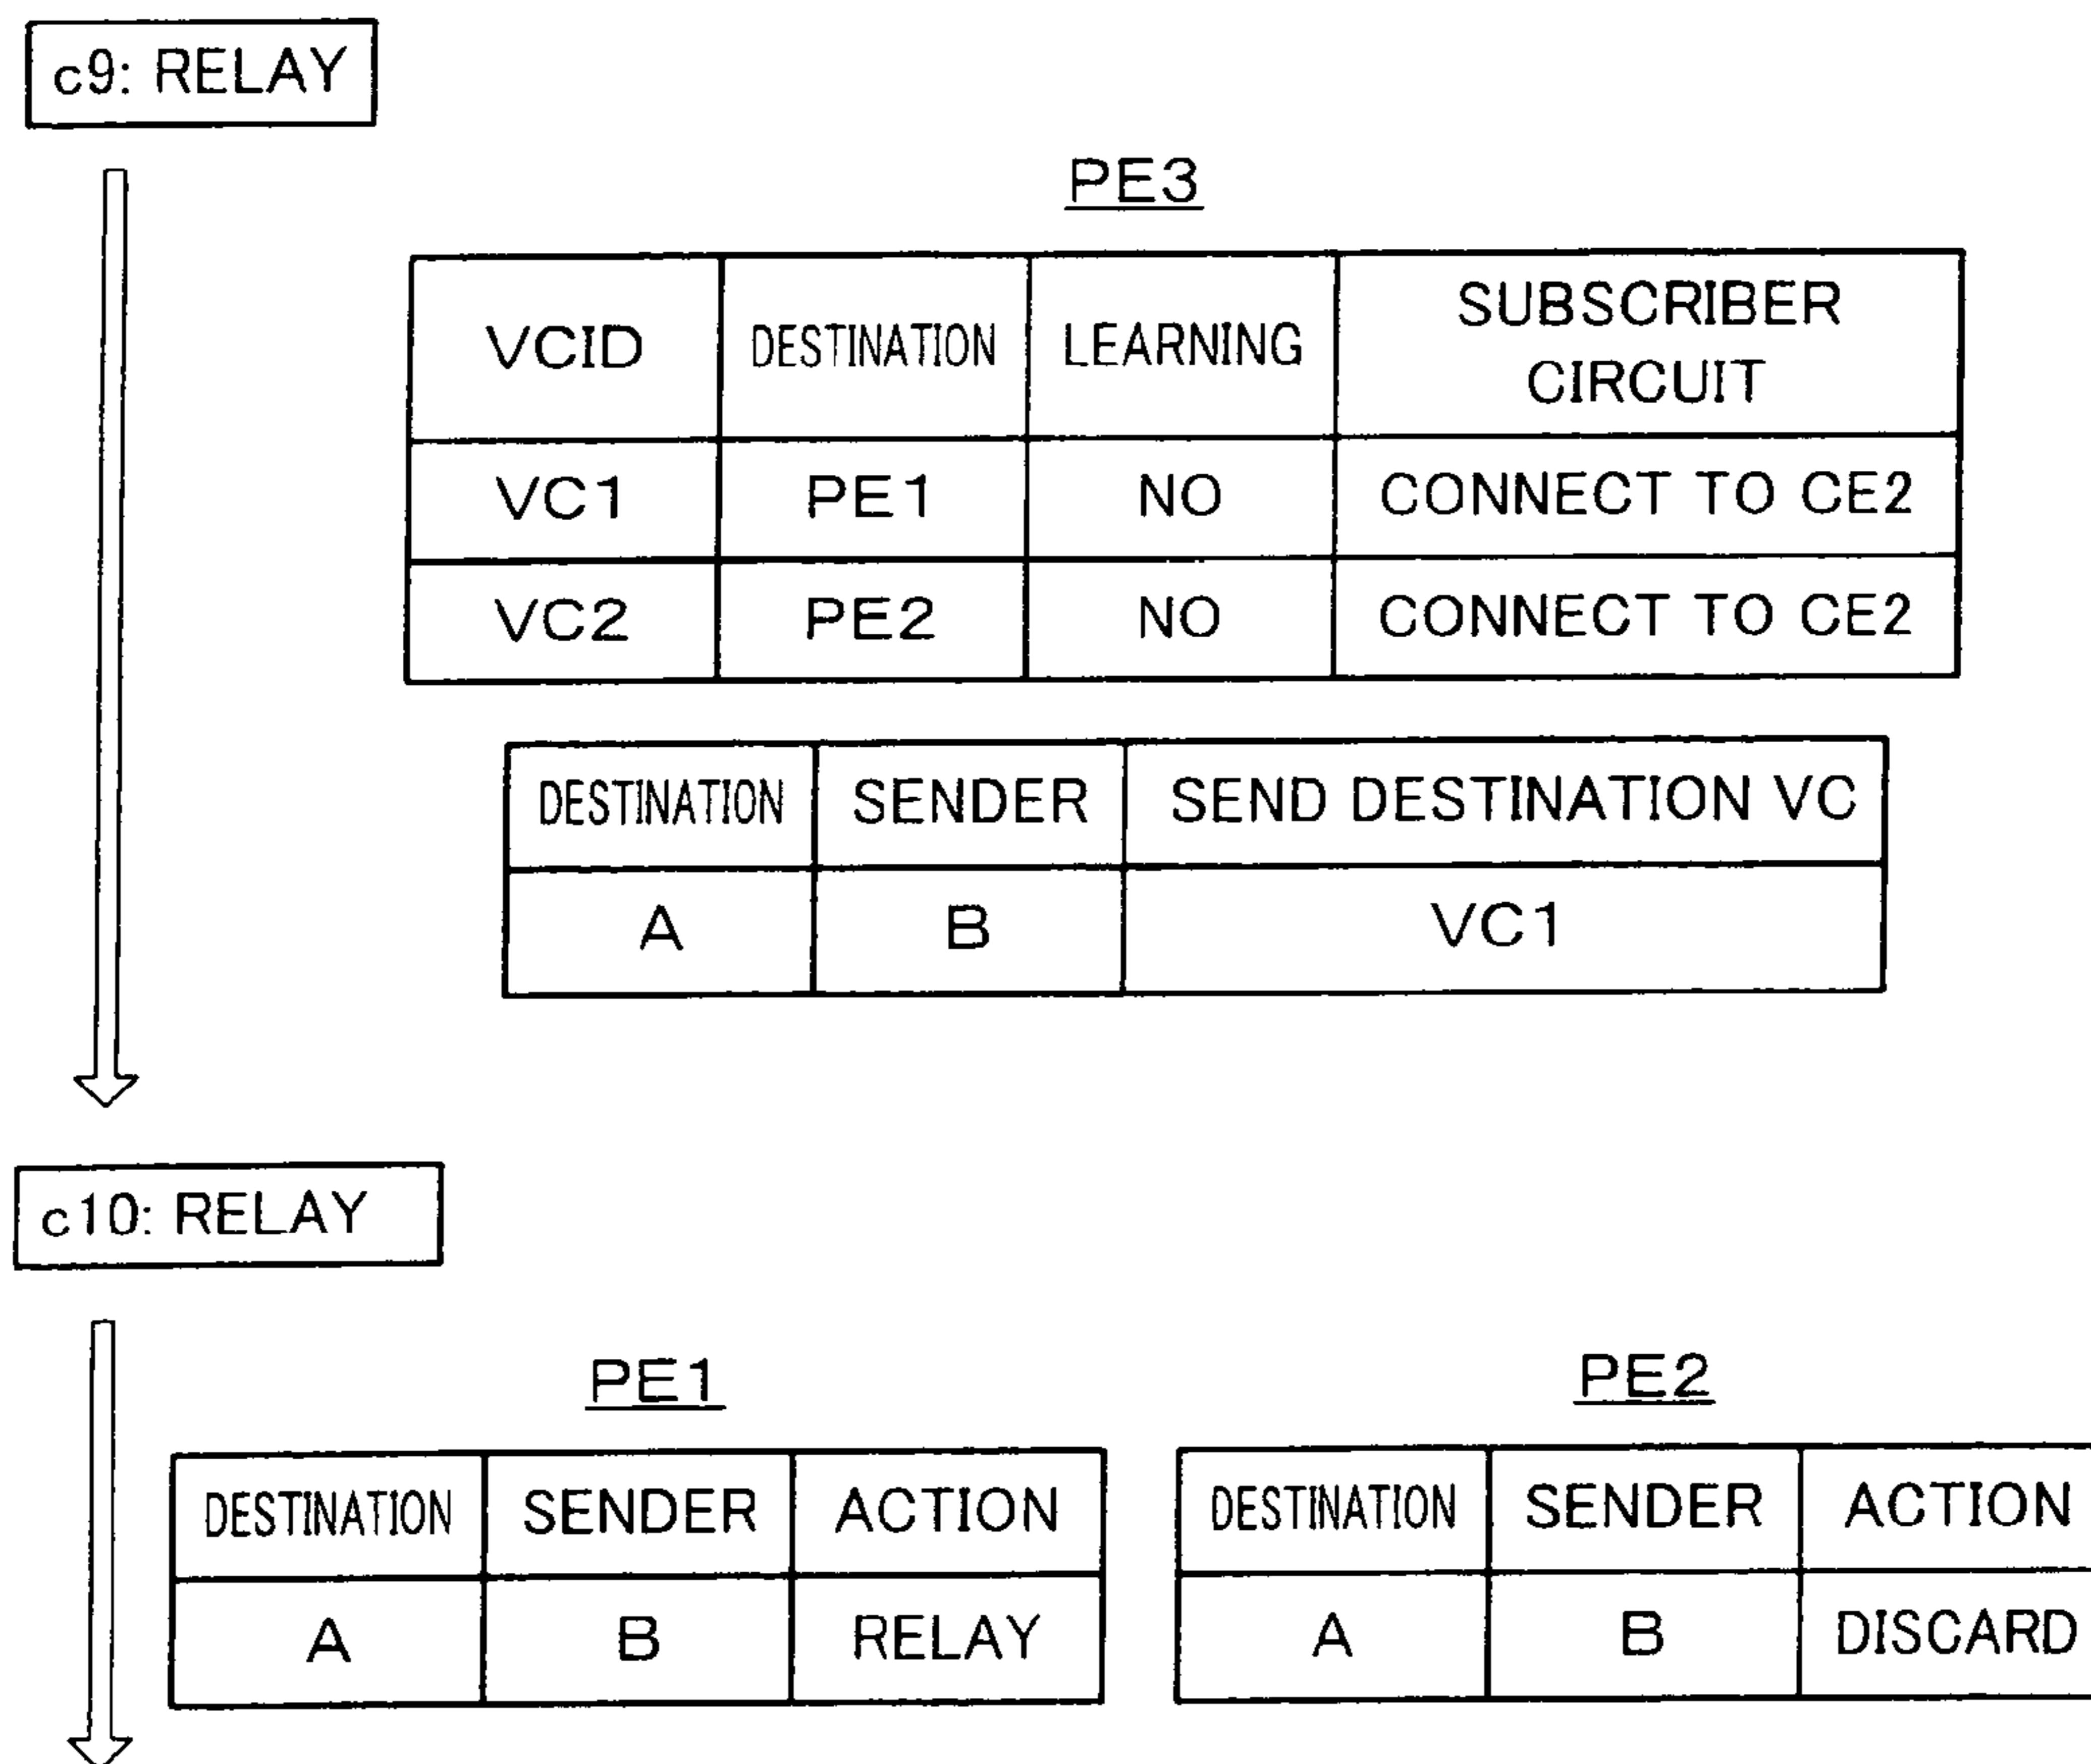 c9: RELAY
PE3
VCID DESTINATION LEARNING SUBSCRIBER CIRCUIT
VC1 PE1 NO CONNECT TO CE2
VC2 PE2 NO CONNECT TO CE2
DESTINATION SENDER SEND DESTINATION VC
A B VC1
c10: RELAY
PE1
DESTINATION SENDER ACTION
A B RELAY
PE2
DESTINATION SENDER ACTION
A B DISCARD